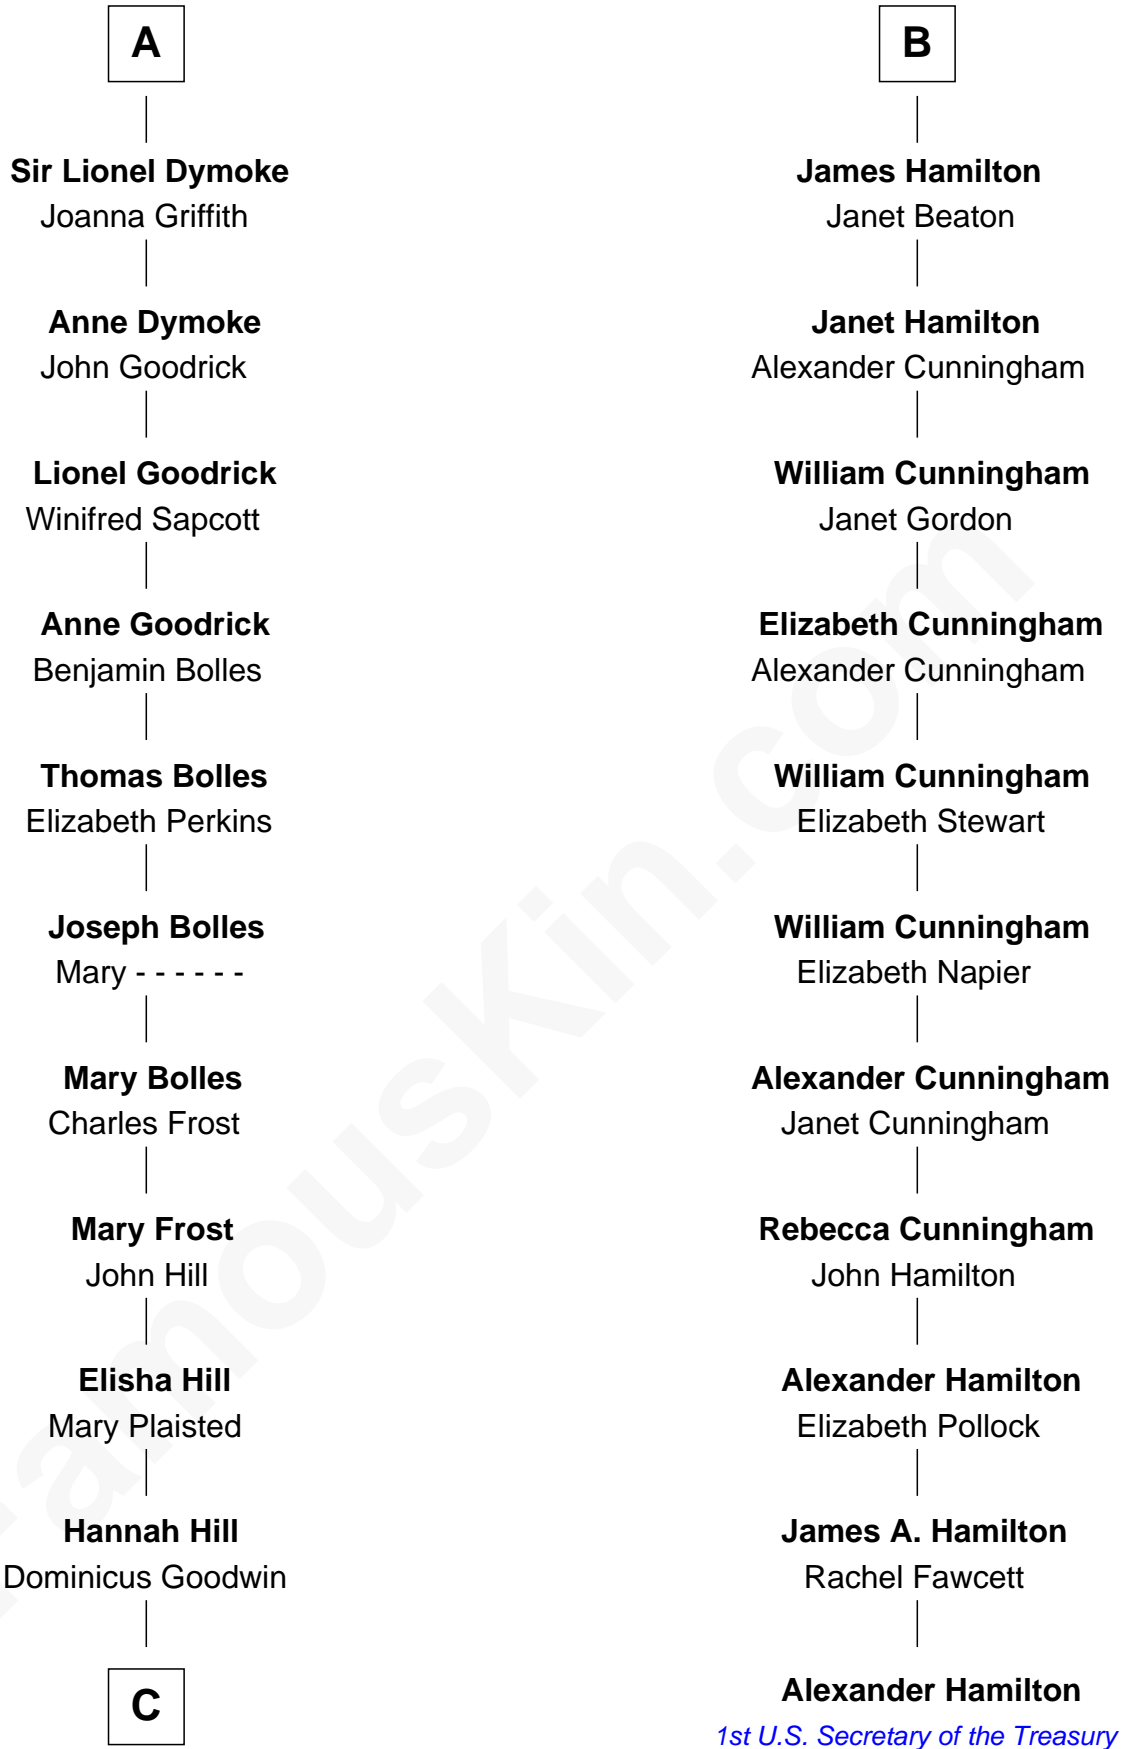 A
Sir Lionel Dymoke
Joanna Griffith
Anne Dymoke
John Goodrick
Lionel Goodrick
Winifred Sapcott
Anne Goodrick
Benjamin Bolles
Thomas Bolles
Elizabeth Perkins
Joseph Bolles
Mary - - - - - -
Mary Bolles
Charles Frost
Mary Frost
John Hill
Elisha Hill
Mary Plaisted
Hannah Hill
Dominicus Goodwin
C
B
James Hamilton
Janet Beaton
Janet Hamilton
Alexander Cunningham
William Cunningham
Janet Gordon
Elizabeth Cunningham
Alexander Cunningham
William Cunningham
Elizabeth Stewart
William Cunningham
Elizabeth Napier
Alexander Cunningham
Janet Cunningham
Rebecca Cunningham
John Hamilton
Alexander Hamilton
Elizabeth Pollock
James A. Hamilton
Rachel Fawcett
Alexander Hamilton
1st U.S. Secretary of the Treasury
FamousKin.com